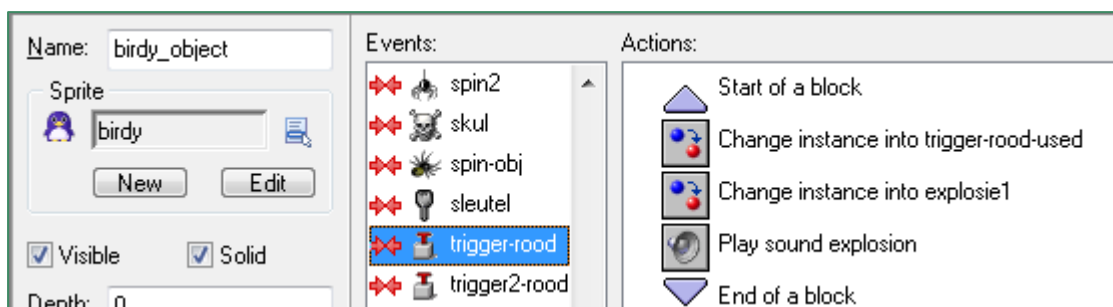 Name: birdy_object
Sprite
birdy
New Edit
Visible Solid
Depth: 0
Events:
spin2
skul
spin-obj
sleutel
trigger-rood
trigger2-rood
Actions:
Start of a block
Change instance into trigger-rood-used
Change instance into explosie1
Play sound explosion
End of a block